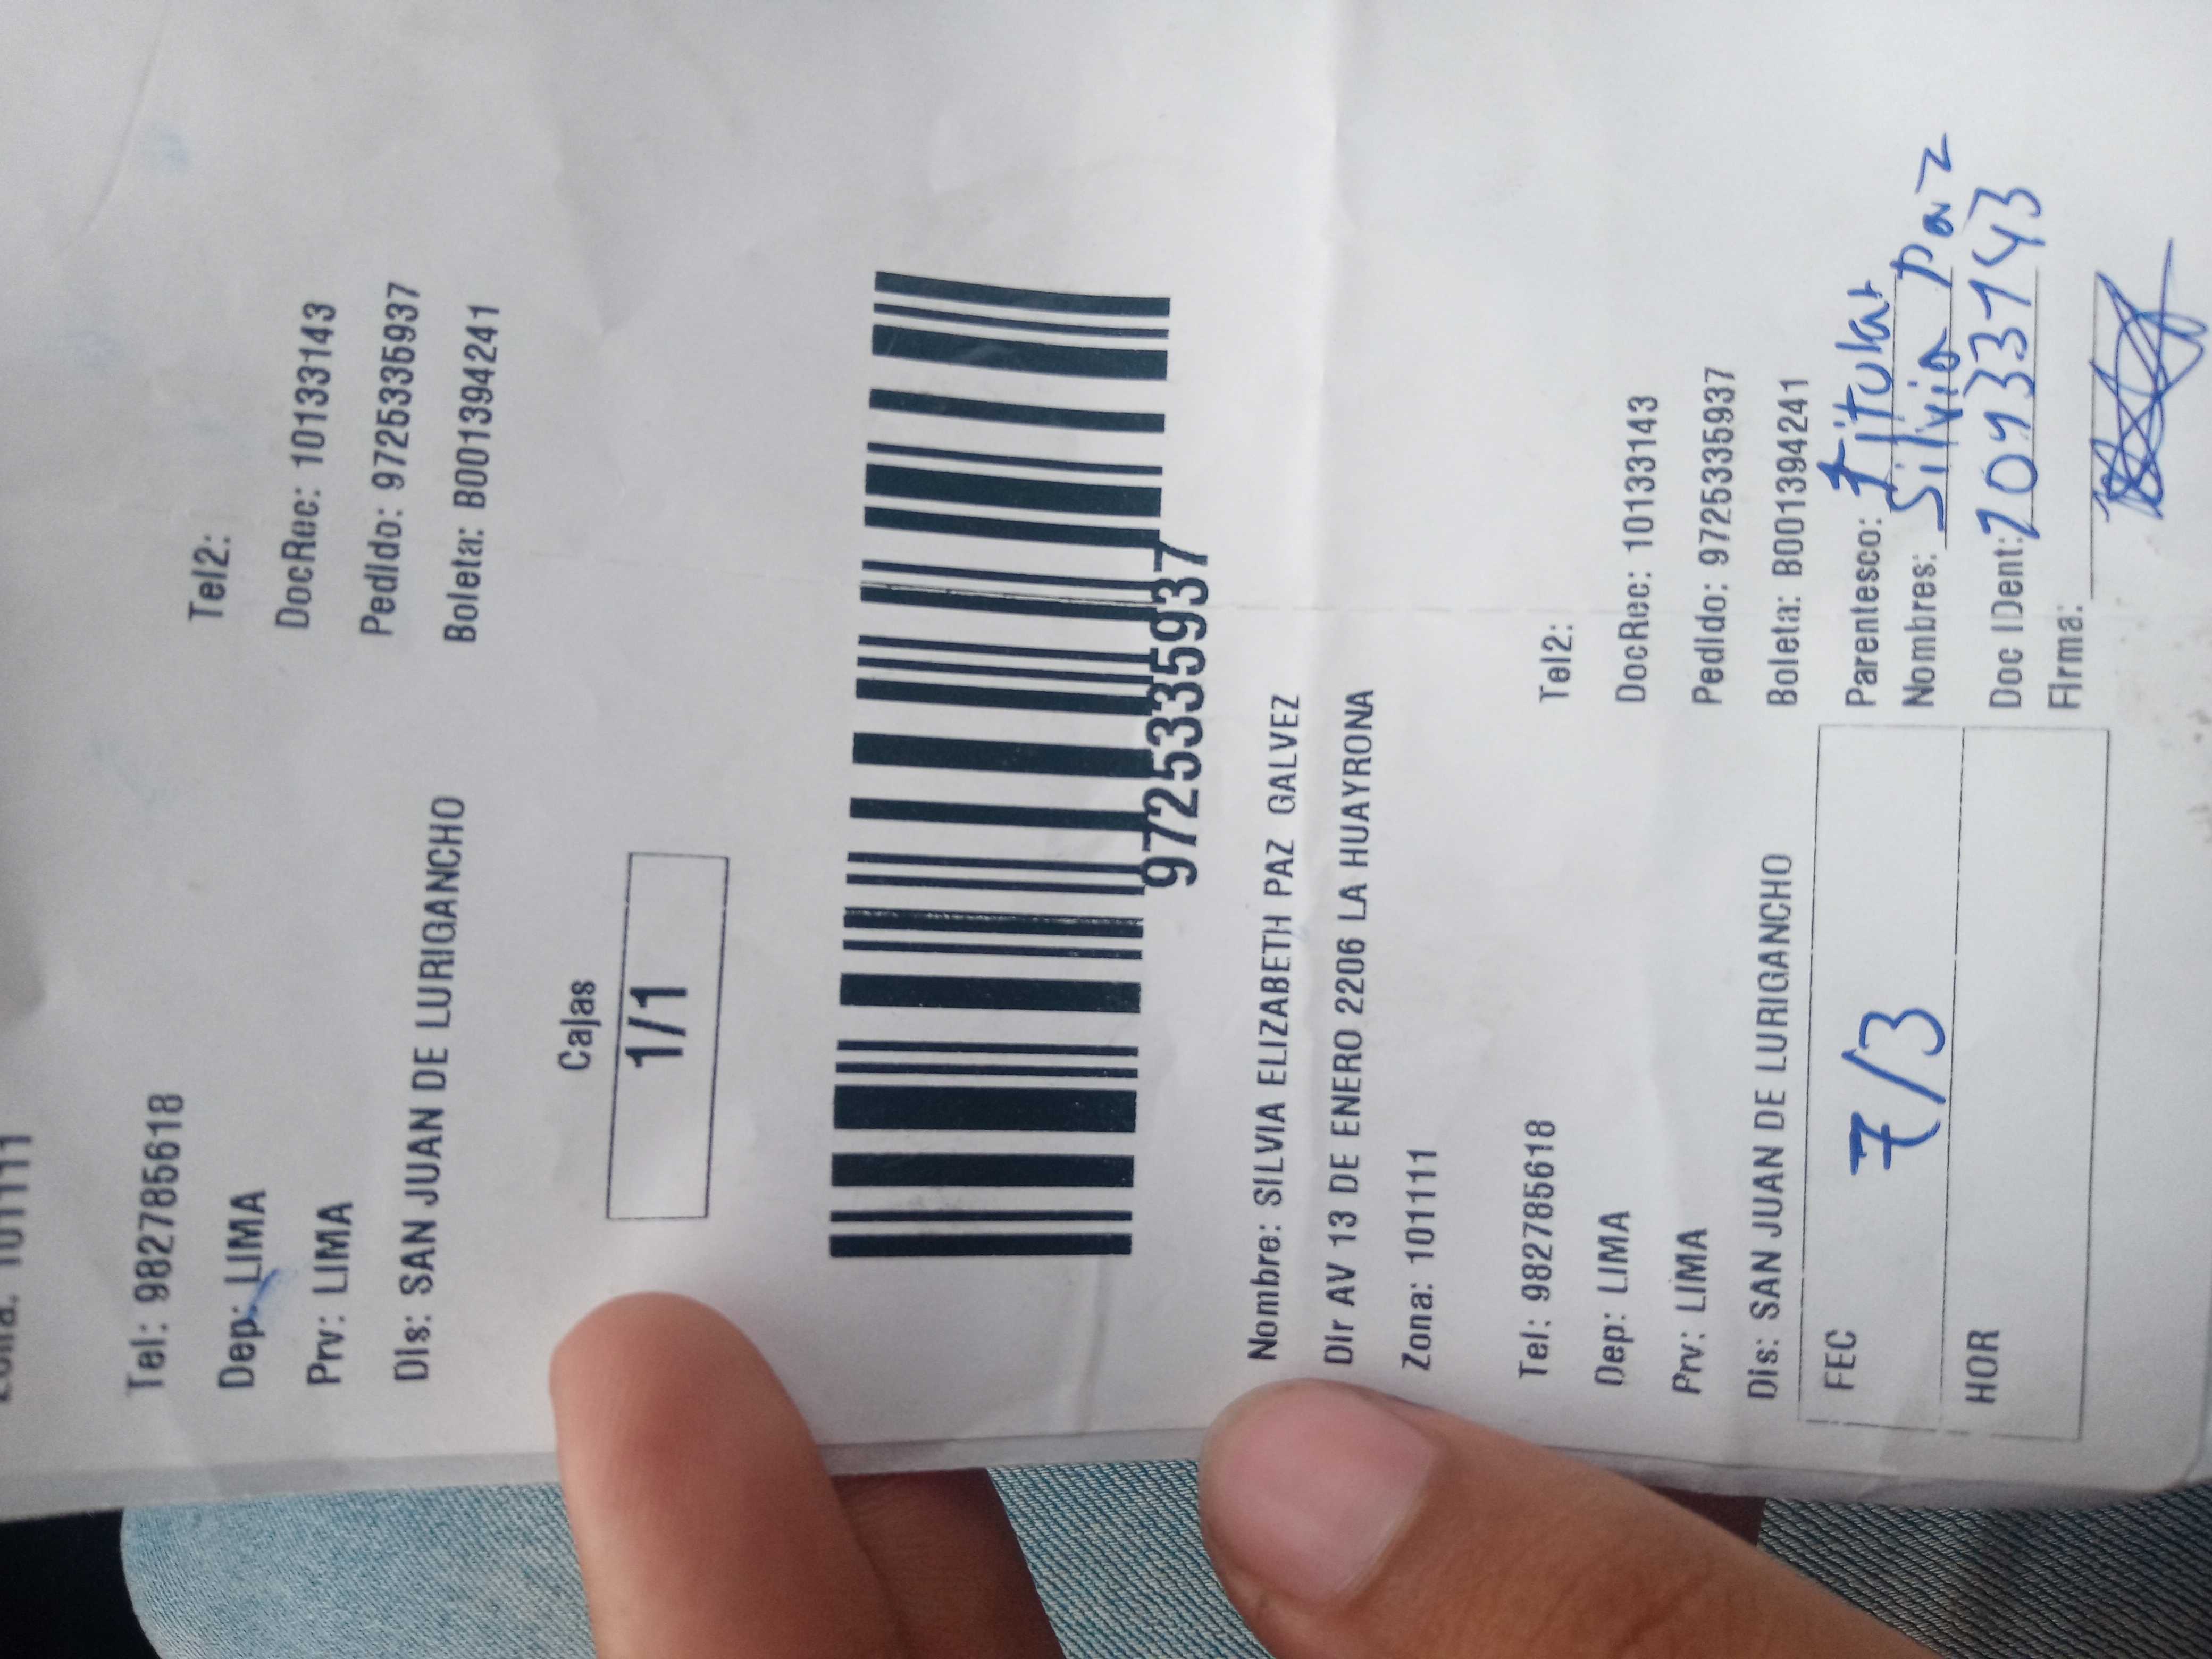 Tel: 982785618
Tel2:
Dep: LIMA
DocRec: 10133143
Prv: LIMA
Pedido: 9725335937
Dis: SAN JUAN DE LURIGANCHO
Boleta: B001394241
Cajas
1/1
9725335937
Nombre: SILVIA ELIZABETH PAZ GALVEZ
Dir AV 13 DE ENERO 2206 LA HUAYRONA
Zona: 101111
Tel: 982785618
Tel2:
Dep: LIMA
DocRec: 10133143
Prv: LIMA
Pedido: 9725335937
Dis: SAN JUAN DE LURIGANCHO
Boleta: B001394241
FEC 7/3
Parentesco: Titular
Nombres: Silvia Paz
HOR
Doc IDent:
Firma: